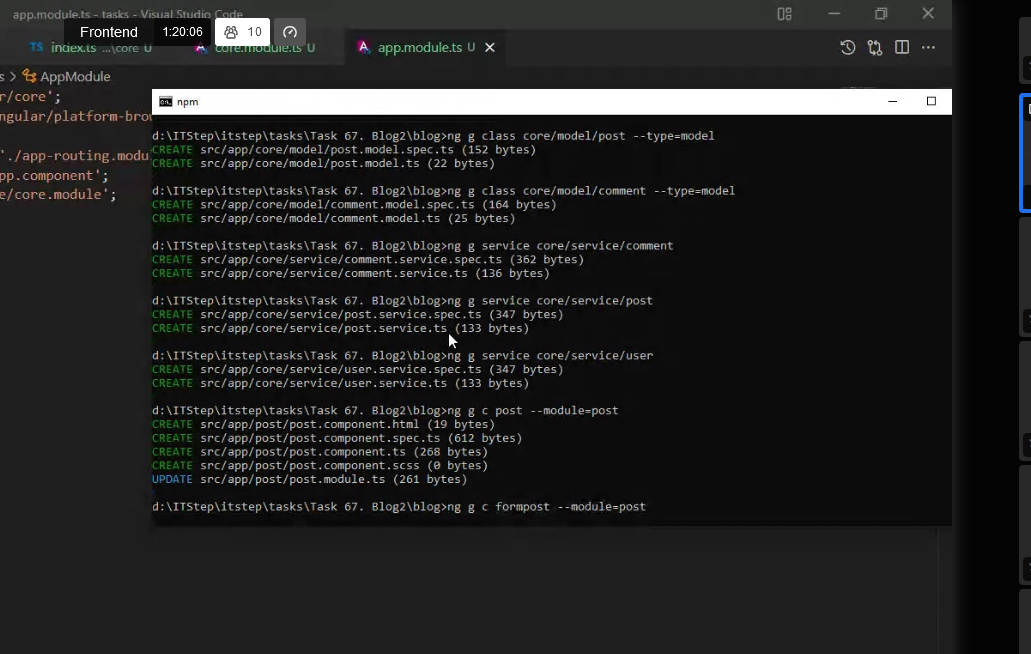 app.module.ts - tasks - Visual Studio Code
Frontend 1:20:06 10
TS index.ts ...\core U
core.module.ts U
app.module.ts U
s > AppModule
r/core';
ngular/platform-brow
'./app-routing.modu
pp.component';
e/core.module';
npm
d:\ITStep\itstep\tasks\Task 67. Blog2\blog>ng g class core/model/post --type=model
CREATE src/app/core/model/post.model.spec.ts (152 bytes)
CREATE src/app/core/model/post.model.ts (22 bytes)
d:\ITStep\itstep\tasks\Task 67. Blog2\blog>ng g class core/model/comment --type=model
CREATE src/app/core/model/comment.model.spec.ts (164 bytes)
CREATE src/app/core/model/comment.model.ts (25 bytes)
d:\ITStep\itstep\tasks\Task 67. Blog2\blog>ng g service core/service/comment
CREATE src/app/core/service/comment.service.spec.ts (362 bytes)
CREATE src/app/core/service/comment.service.ts (136 bytes)
d:\ITStep\itstep\tasks\Task 67. Blog2\blog>ng g service core/service/post
CREATE src/app/core/service/post.service.spec.ts (347 bytes)
CREATE src/app/core/service/post.service.ts (133 bytes)
d:\ITStep\itstep\tasks\Task 67. Blog2\blog>ng g service core/service/user
CREATE src/app/core/service/user.service.spec.ts (347 bytes)
CREATE src/app/core/service/user.service.ts (133 bytes)
d:\ITStep\itstep\tasks\Task 67. Blog2\blog>ng g c post --module=post
CREATE src/app/post/post.component.html (19 bytes)
CREATE src/app/post/post.component.spec.ts (612 bytes)
CREATE src/app/post/post.component.ts (268 bytes)
CREATE src/app/post/post.component.scss (0 bytes)
UPDATE src/app/post/post.module.ts (261 bytes)
d:\ITStep\itstep\tasks\Task 67. Blog2\blog>ng g c formpost --module=post